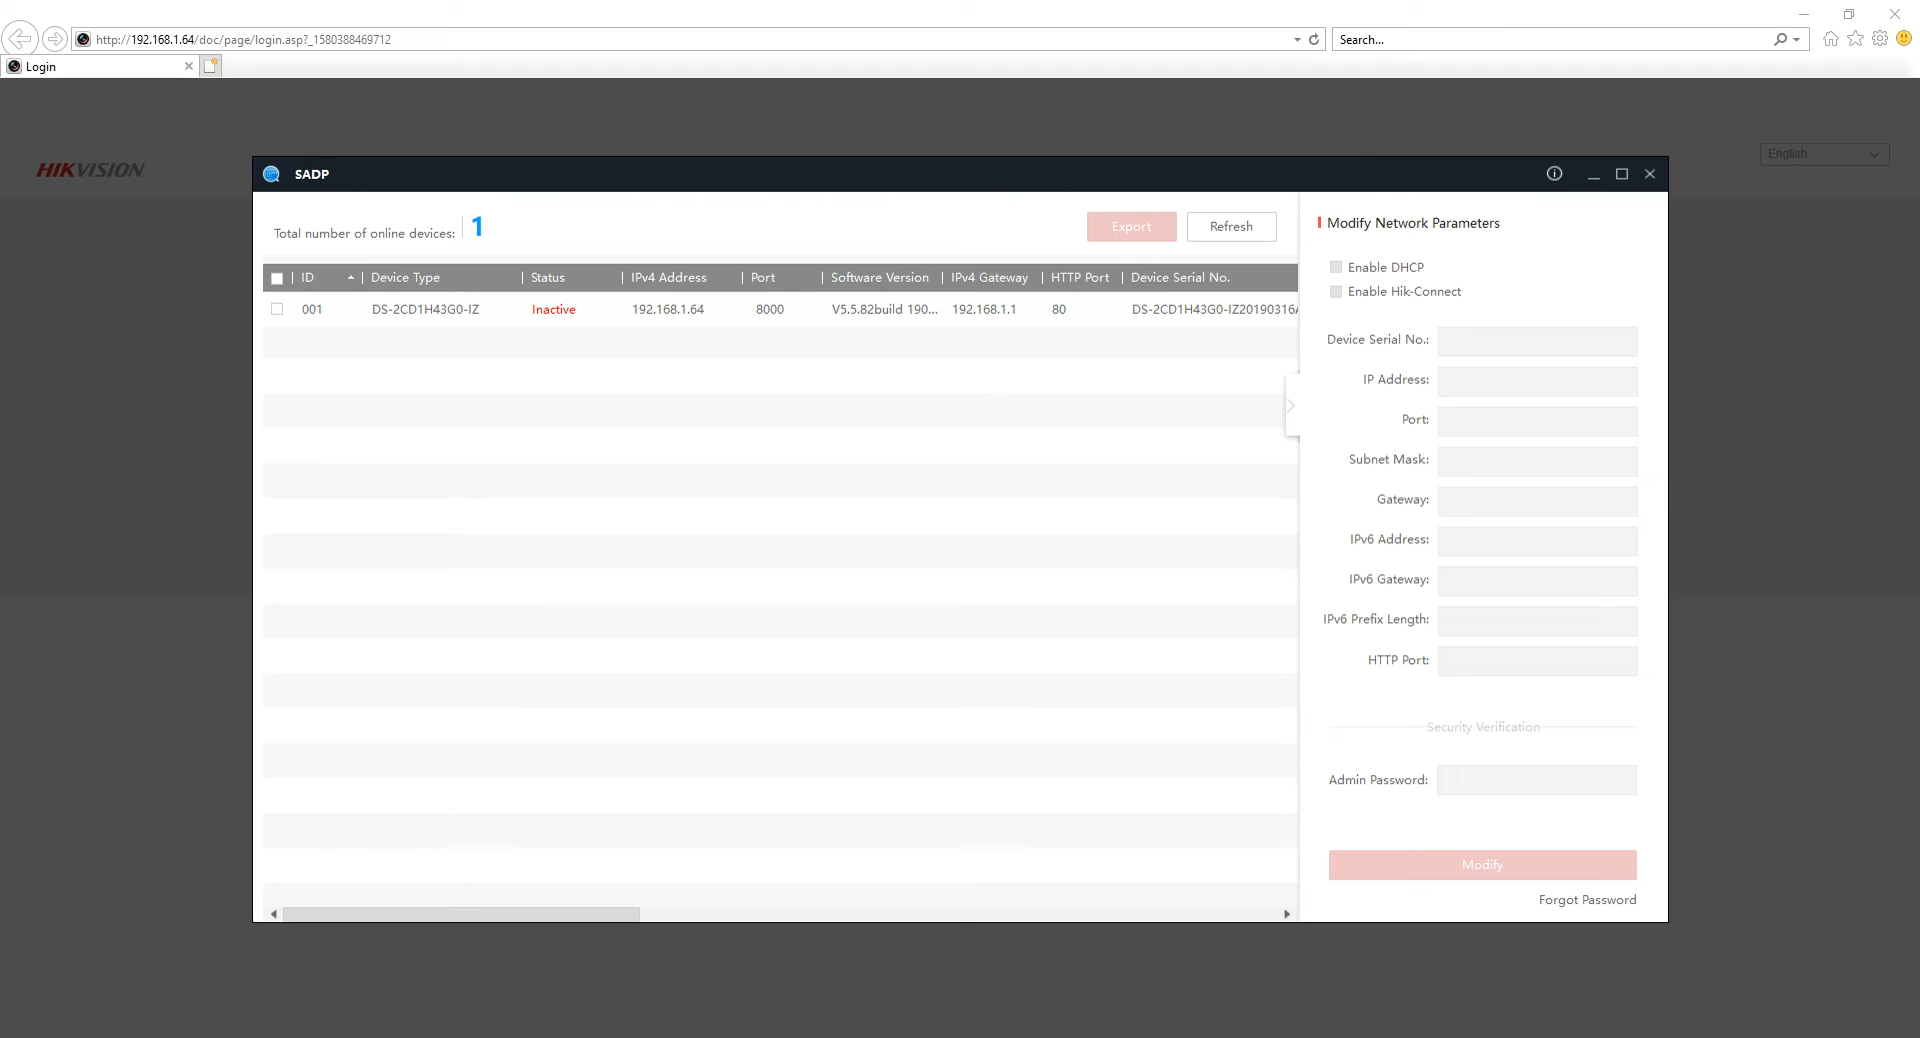 http://192.168.1.64/doc/page/login.asp?_1580388469712
Search...
Login
HIKVISION
English
SADP
Total number of online devices: 1
Export
Refresh
ID
Device Type
Status
IPv4 Address
Port
Software Version
IPv4 Gateway
HTTP Port
Device Serial No.
001
DS-2CD1H43G0-IZ
Inactive
192.168.1.64
8000
V5.5.82build 190...
192.168.1.1
80
DS-2CD1H43G0-IZ20190316
Modify Network Parameters
Enable DHCP
Enable Hik-Connect
Device Serial No.:
IP Address:
Port:
Subnet Mask:
Gateway:
IPv6 Address:
IPv6 Gateway:
IPv6 Prefix Length:
HTTP Port:
Security Verification
Admin Password:
Modify
Forgot Password